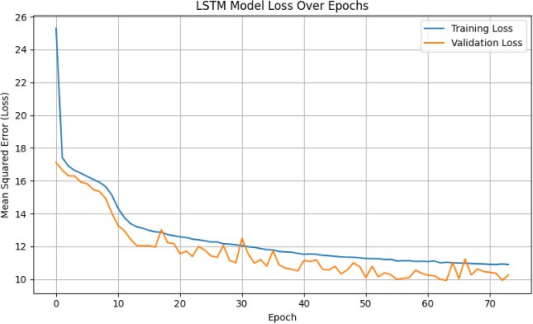 LSTM Model Loss Over Epochs
26
24
22
20
18
16
14
12
10
Mean Squared Error (Loss)
Training Loss
Validation Loss
0 10 20 30 40 50 60 70
Epoch